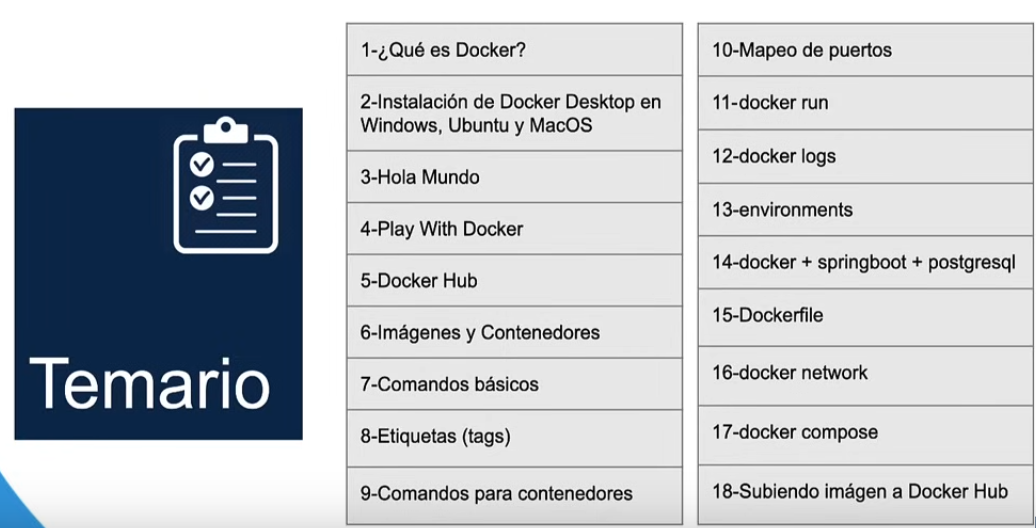 Temario
1-¿Qué es Docker?
2-Instalación de Docker Desktop en
Windows, Ubuntu y MacOS
3-Hola Mundo
4-Play With Docker
5-Docker Hub
6-Imágenes y Contenedores
7-Comandos básicos
8-Etiquetas (tags)
9-Comandos para contenedores
10-Mapeo de puertos
11-docker run
12-docker logs
13-environments
14-docker + springboot + postgresql
15-Dockerfile
16-docker network
17-docker compose
18-Subiendo imágen a Docker Hub